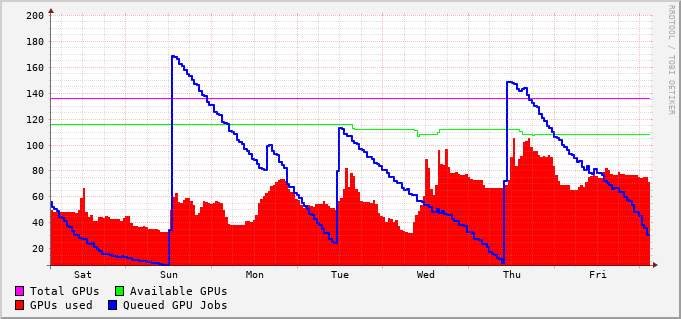 200
180
160
140
120
100
80
60
40
20
Sat Sun Mon Tue Wed Thu Fri
Total GPUs Available GPUs
GPUs used Queued GPU Jobs
RRDTOOL / TOBI OETIKER